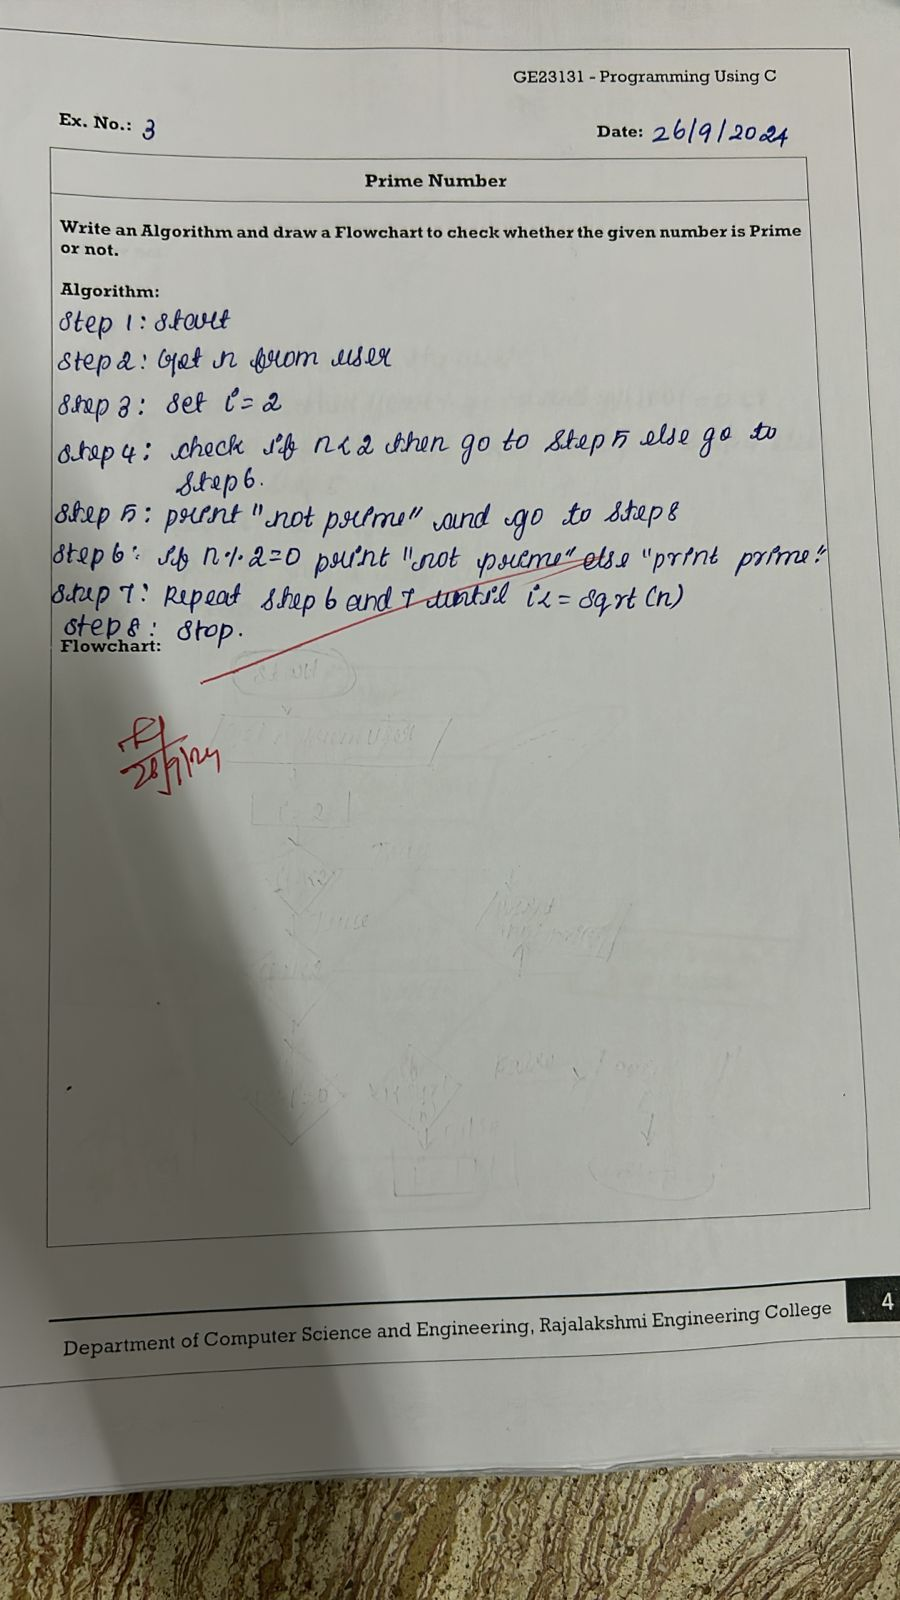 GE23131 - Programming Using C
Ex. No.: 3
Date: 26/9/2024
Prime Number
Write an Algorithm and draw a Flowchart to check whether the given number is Prime
or not.
Algorithm:
Step 1: Start
Step 2: Get n from user
Step 3: Set i=2
Step 4: check if n<2 then go to Step 5 else go to
Step 6.
Step 5: print "not prime" and go to Step 8
Step 6: if n%2=0 print "not prime" else "print prime".
Step 7: Repeat Step 6 and 7 until i<=sqrt(n)
Step 8: Stop.
Flowchart:
28/9/24
Department of Computer Science and Engineering, Rajalakshmi Engineering College
4